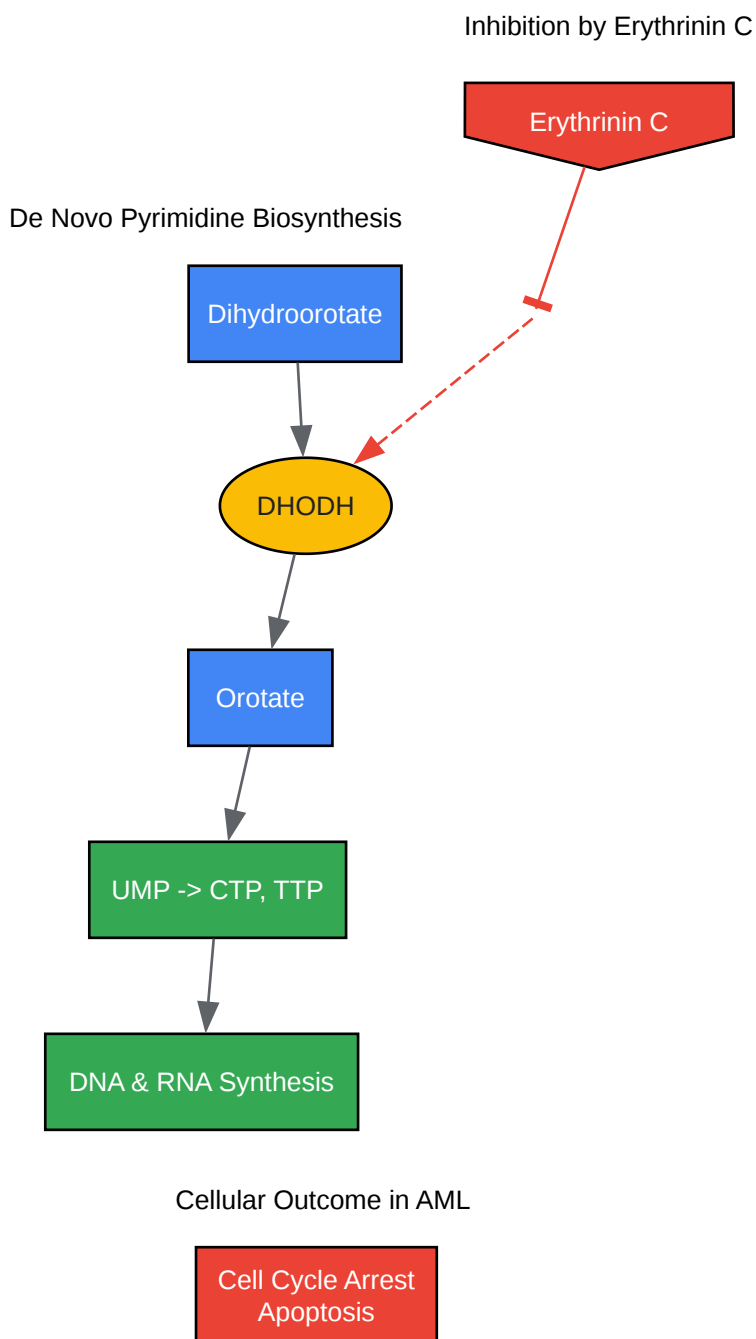 Inhibition by Erythrinin C
Erythrinin C
De Novo Pyrimidine Biosynthesis
Dihydroorotate
DHODH
Orotate
UMP -> CTP, TTP
DNA & RNA Synthesis
Cellular Outcome in AML
Cell Cycle Arrest
Apoptosis